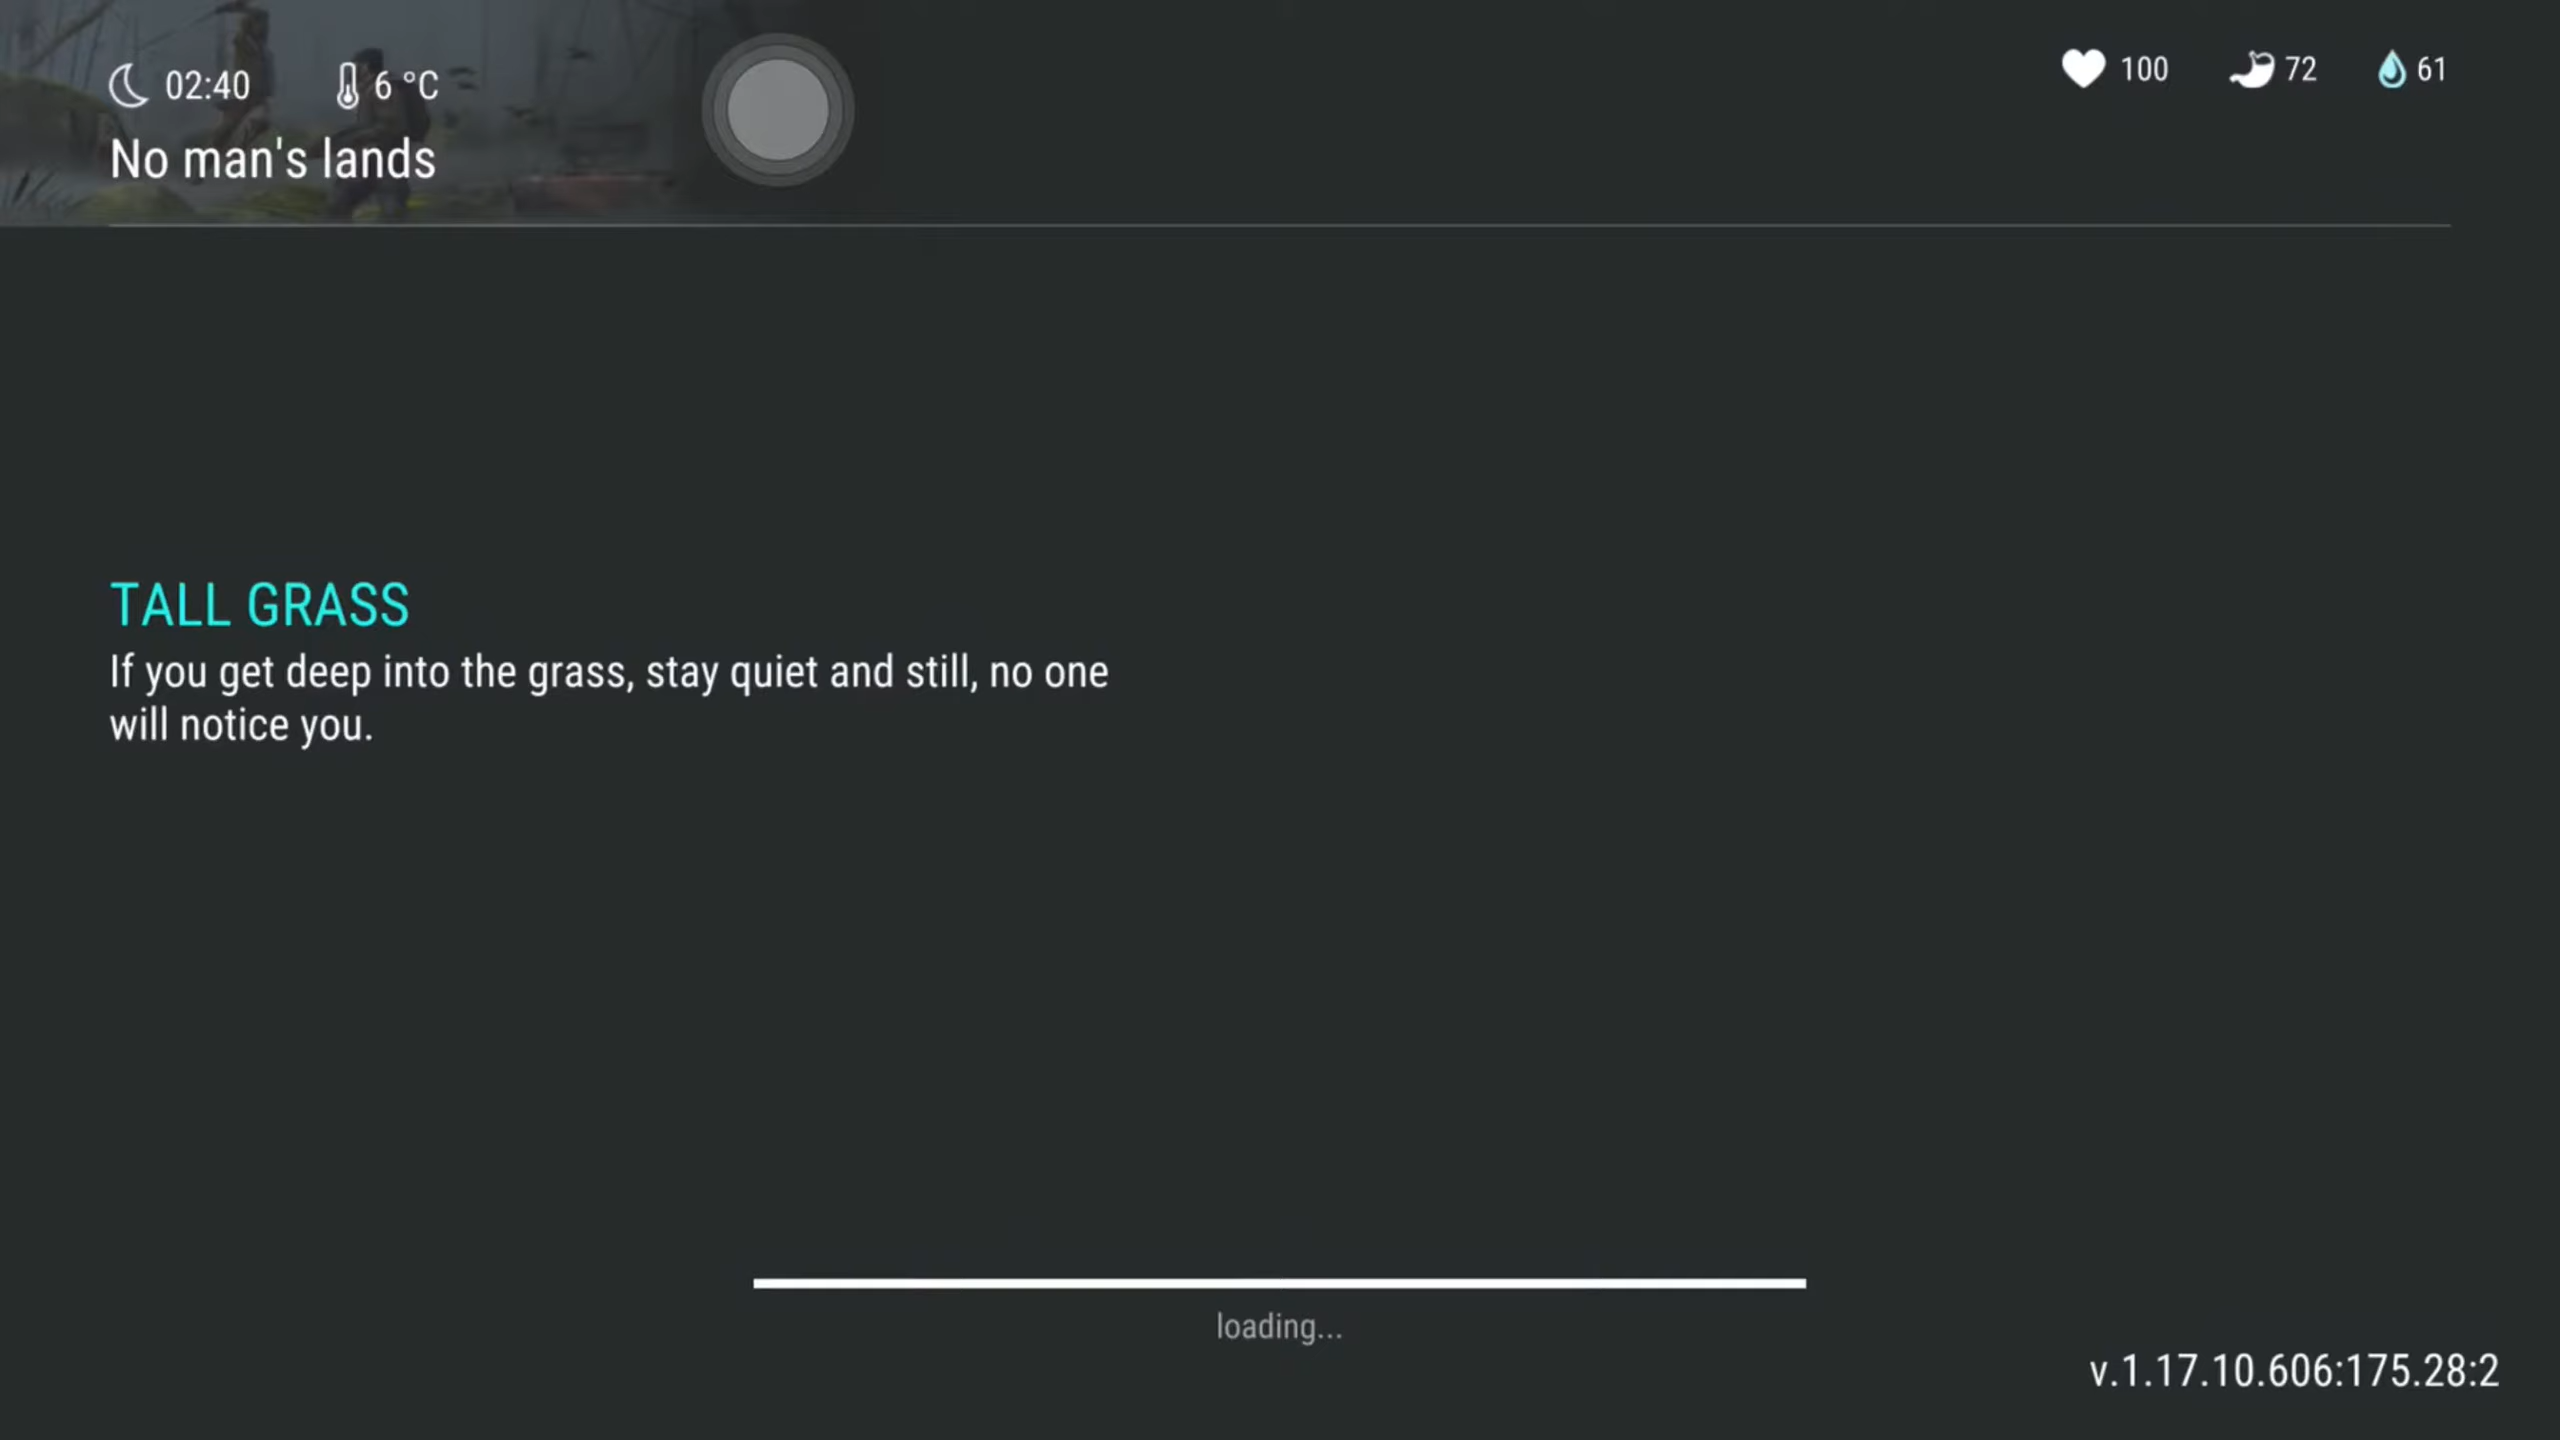 02:40 6 °C 100 72 61
No man's lands
TALL GRASS
If you get deep into the grass, stay quiet and still, no one
will notice you.
loading...
v.1.17.10.606:175.28:2